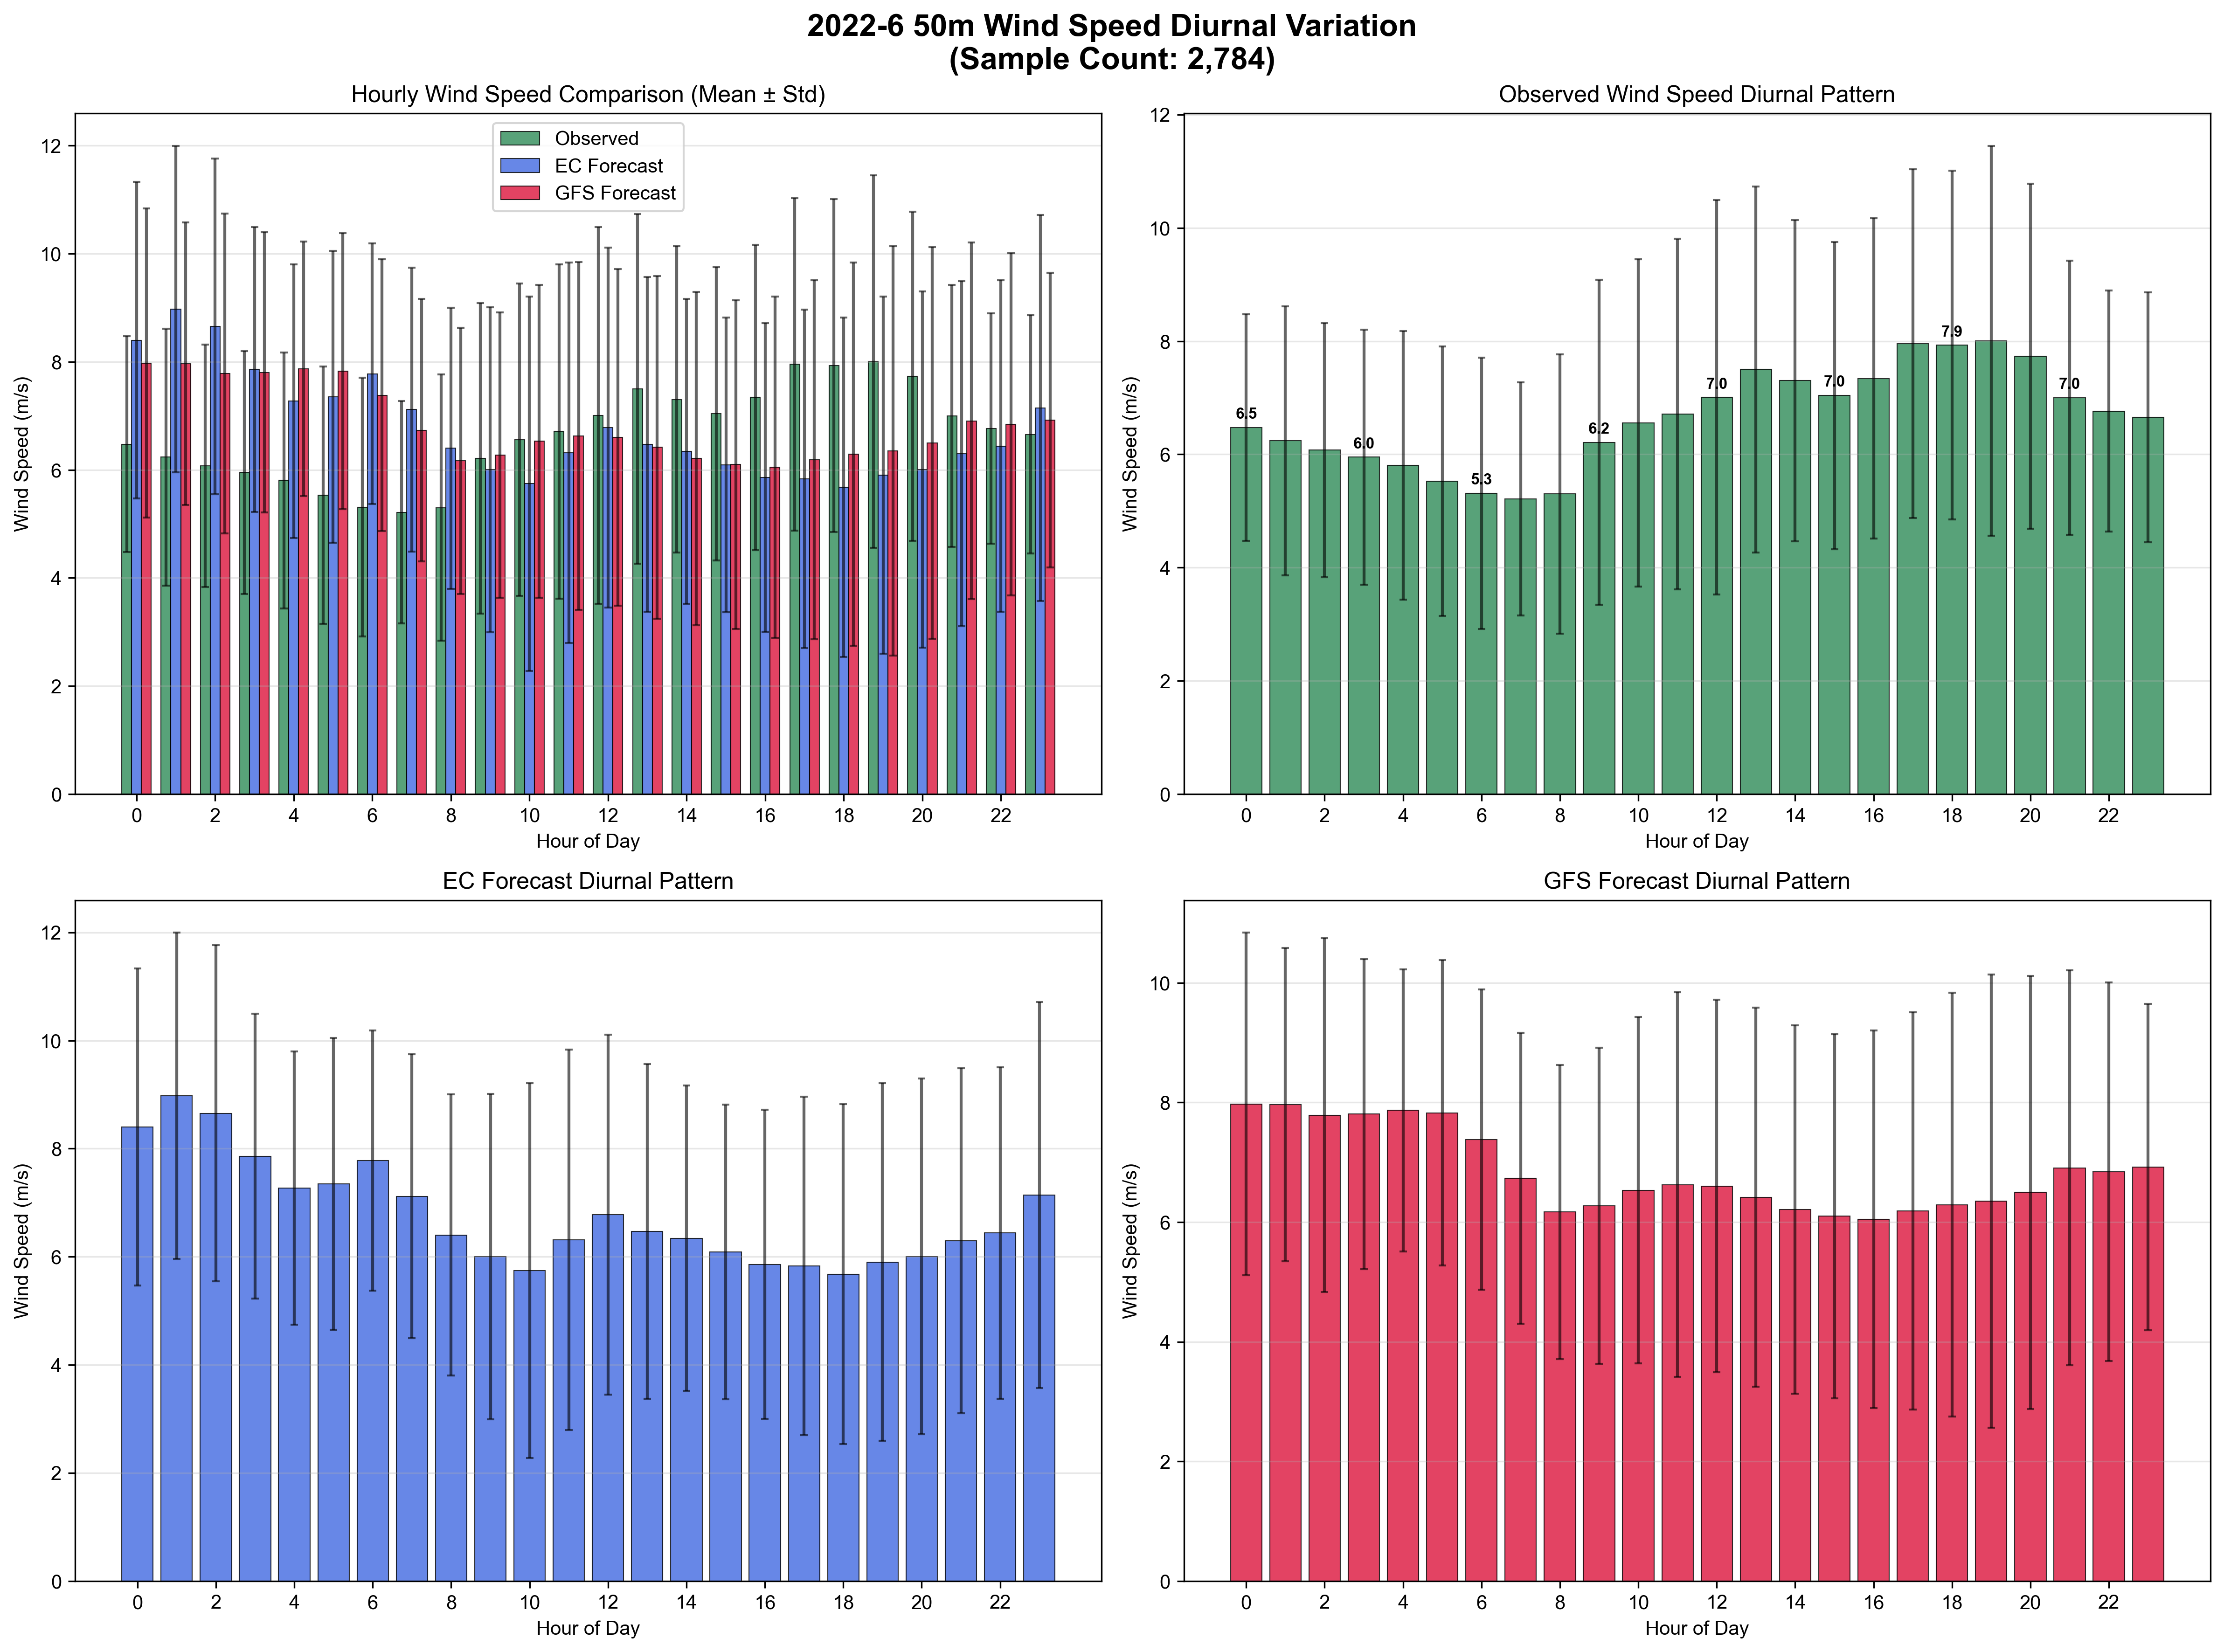 2022-6 50m Wind Speed Diurnal Variation
(Sample Count: 2,784)
Hourly Wind Speed Comparison (Mean ± Std)
Observed
EC Forecast
GFS Forecast
Wind Speed (m/s)
12
10
8
6
4
2
0
0 2 4 6 8 10 12 14 16 18 20 22
Hour of Day
Observed Wind Speed Diurnal Pattern
Wind Speed (m/s)
12
10
8
6
4
2
0
6.5 6.0 5.3 6.2 7.0 7.0 7.9 7.0
0 2 4 6 8 10 12 14 16 18 20 22
Hour of Day
EC Forecast Diurnal Pattern
Wind Speed (m/s)
12
10
8
6
4
2
0
0 2 4 6 8 10 12 14 16 18 20 22
Hour of Day
GFS Forecast Diurnal Pattern
Wind Speed (m/s)
10
8
6
4
2
0
0 2 4 6 8 10 12 14 16 18 20 22
Hour of Day